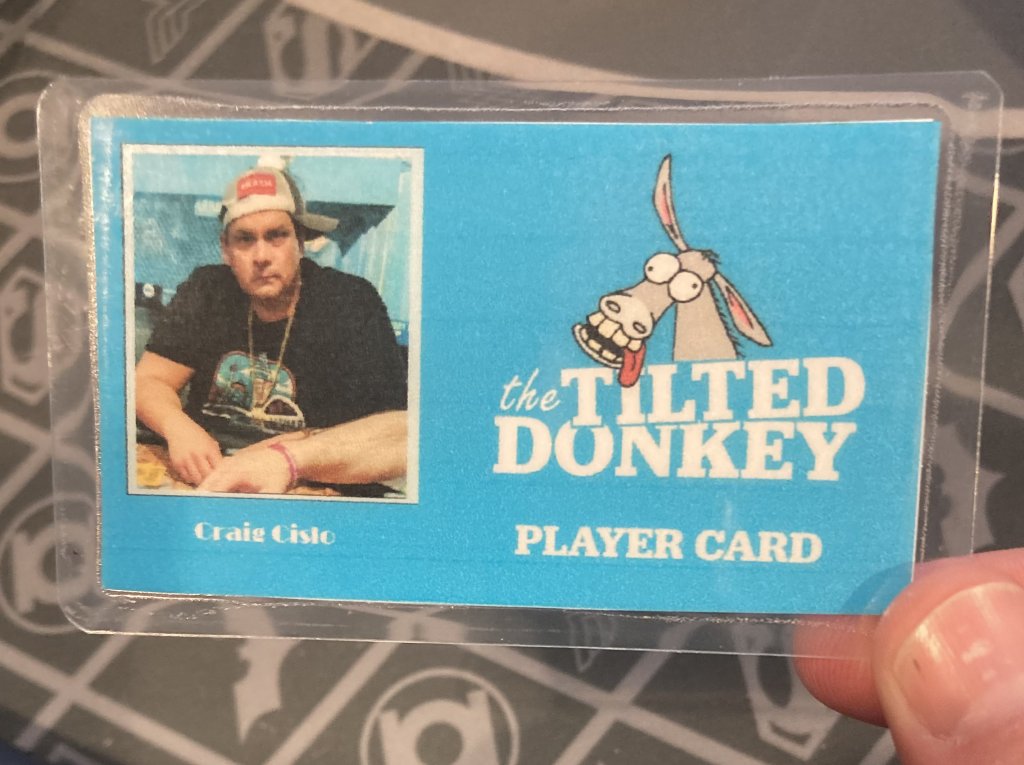 Craig Cislo
the TILTED
DONKEY
PLAYER CARD